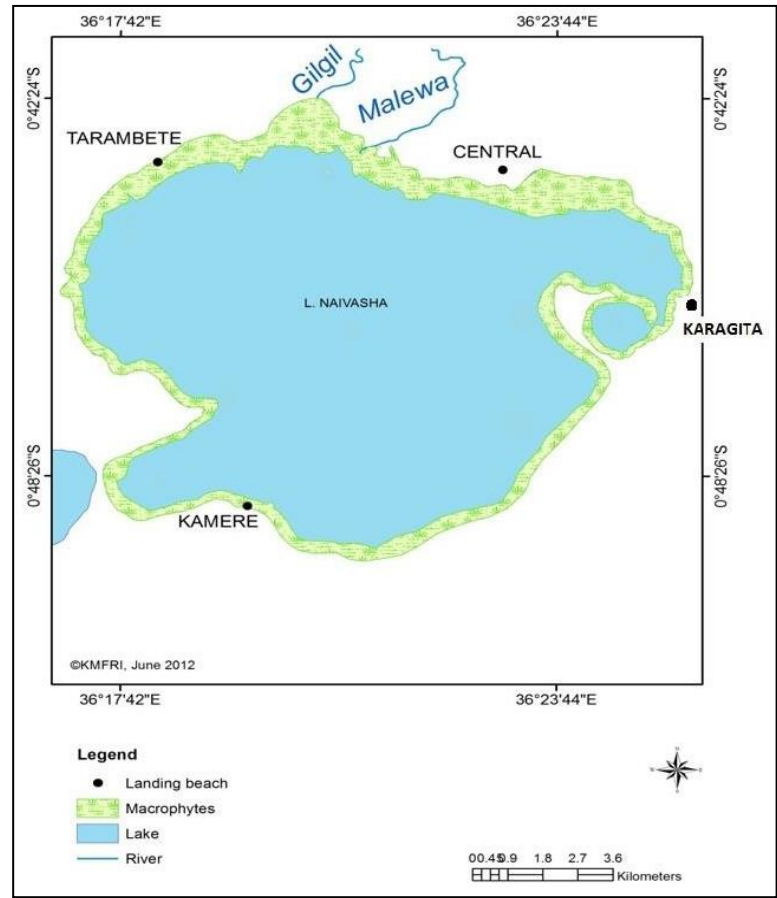 36°17'42"E 36°23'44"E
0°42'24"S 0°42'24"S
Gilgil
Malewa
TARAMBETE
CENTRAL
L. NAIVASHA
KARAGITA
0°48'26"S 0°48'26"S
KAMERE
©KMFRI, June 2012
36°17'42"E 36°23'44"E
Legend
Landing beach
Macrophytes
Lake
River
N
00.450.9 1.8 2.7 3.6
Kilometers